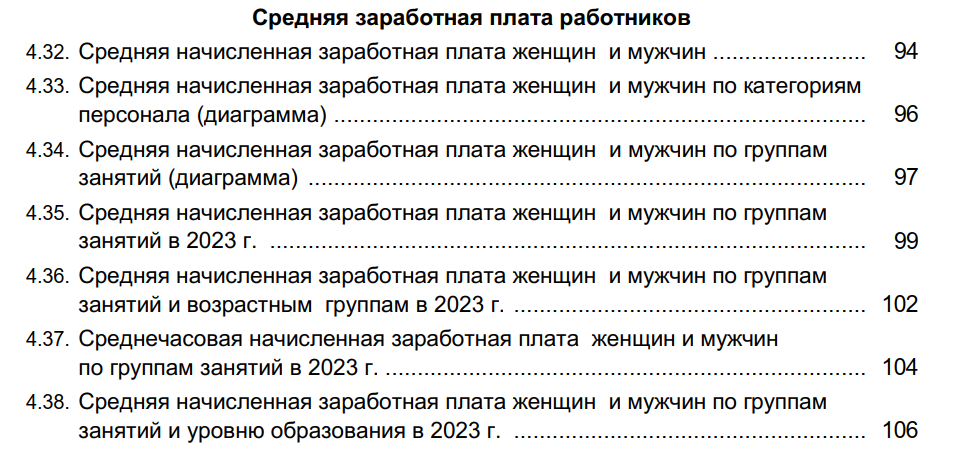 Средняя заработная плата работников
4.32. Средняя начисленная заработная плата женщин и мужчин ........................ 94
4.33. Средняя начисленная заработная плата женщин и мужчин по категориям
персонала (диаграмма) ................................................................................ 96
4.34. Средняя начисленная заработная плата женщин и мужчин по группам
занятий (диаграмма) .................................................................................... 97
4.35. Средняя начисленная заработная плата женщин и мужчин по группам
занятий в 2023 г. .......................................................................................... 99
4.36. Средняя начисленная заработная плата женщин и мужчин по группам
занятий и возрастным группам в 2023 г. ..................................................... 102
4.37. Среднечасовая начисленная заработная плата женщин и мужчин
по группам занятий в 2023 г. ........................................................................ 104
4.38. Средняя начисленная заработная плата женщин и мужчин по группам
занятий и уровню образования в 2023 г. ..................................................... 106